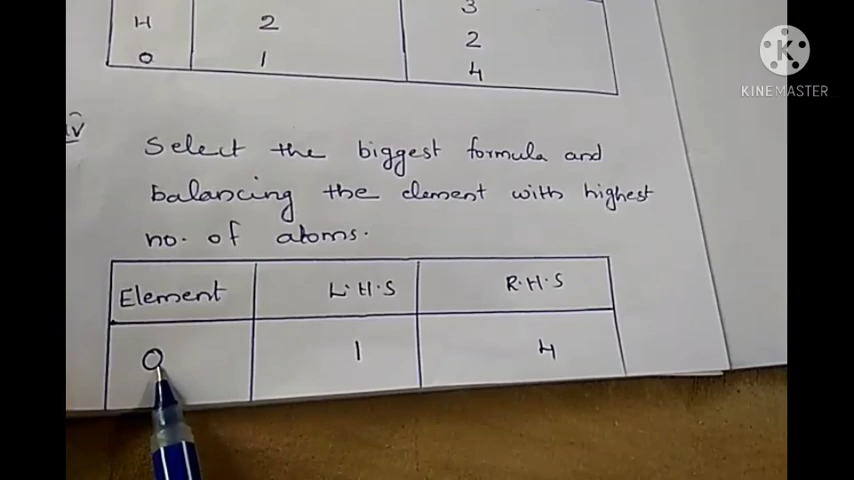 3
H 2 2
O 1 4
iv
Select the biggest formula and
balancing the element with highest
no. of atoms.
Element L.H.S R.H.S
O 1 4
K
KINEMASTER